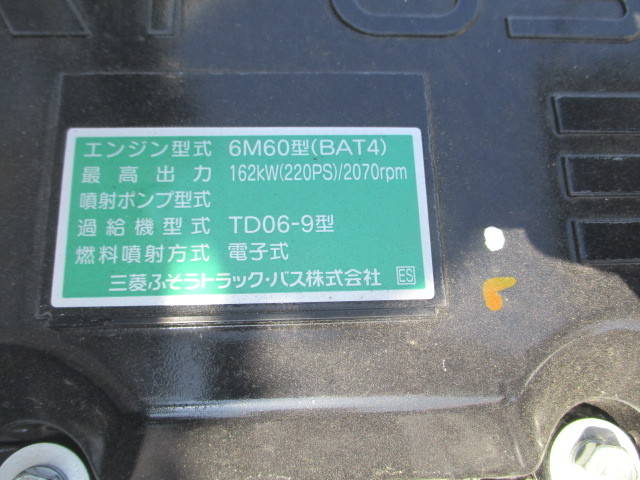 エンジン型式 6M60型(BAT4)
最高出力 162kW(220PS)/2070rpm
噴射ポンプ型式
過給機型式 TD06-9型
燃料噴射方式 電子式
三菱ふそうトラック・バス株式会社 ES